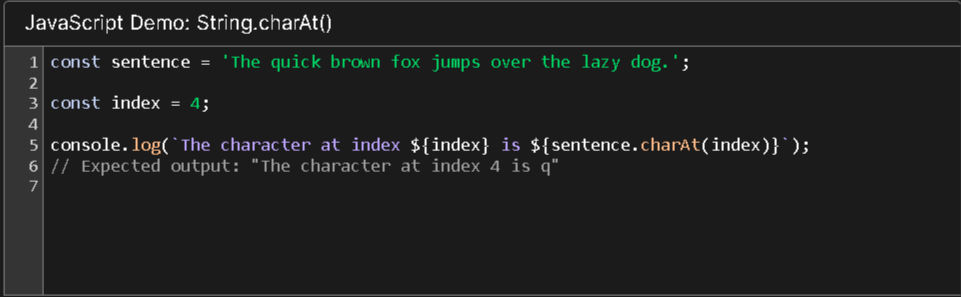 JavaScript Demo: String.charAt()
1 const sentence = 'The quick brown fox jumps over the lazy dog.';
2
3 const index = 4;
4
5 console.log(`The character at index ${index} is ${sentence.charAt(index)}`);
6 // Expected output: "The character at index 4 is q"
7